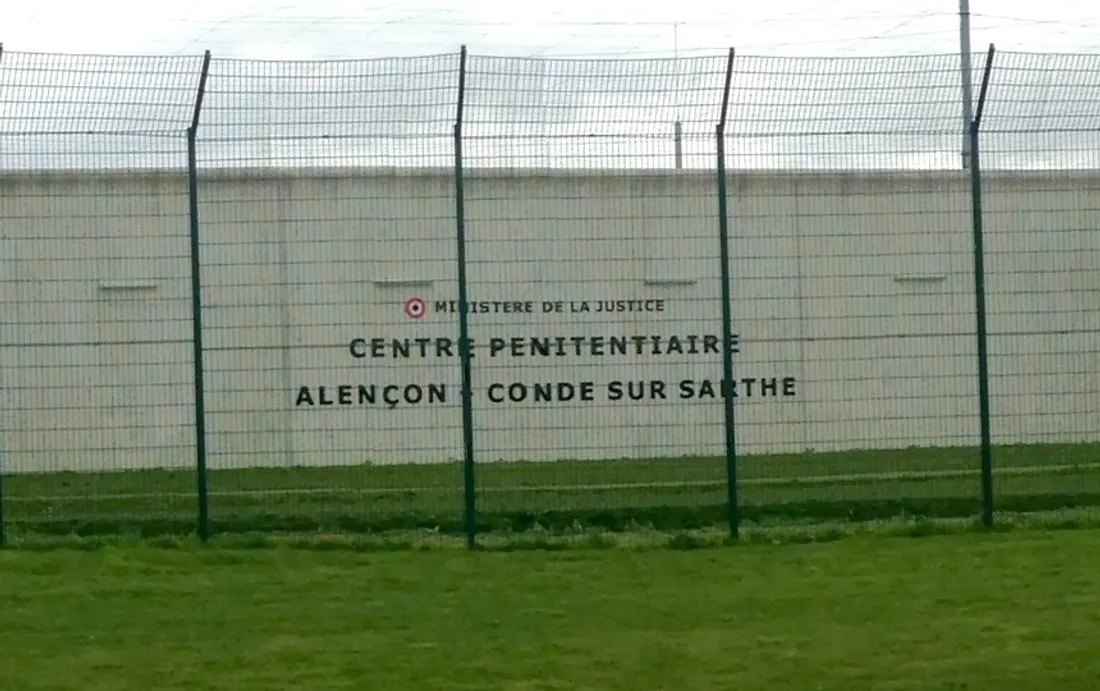 MINISTERE DE LA JUSTICE
CENTRE PENITENTIAIRE
ALENÇON - CONDE SUR SARTHE